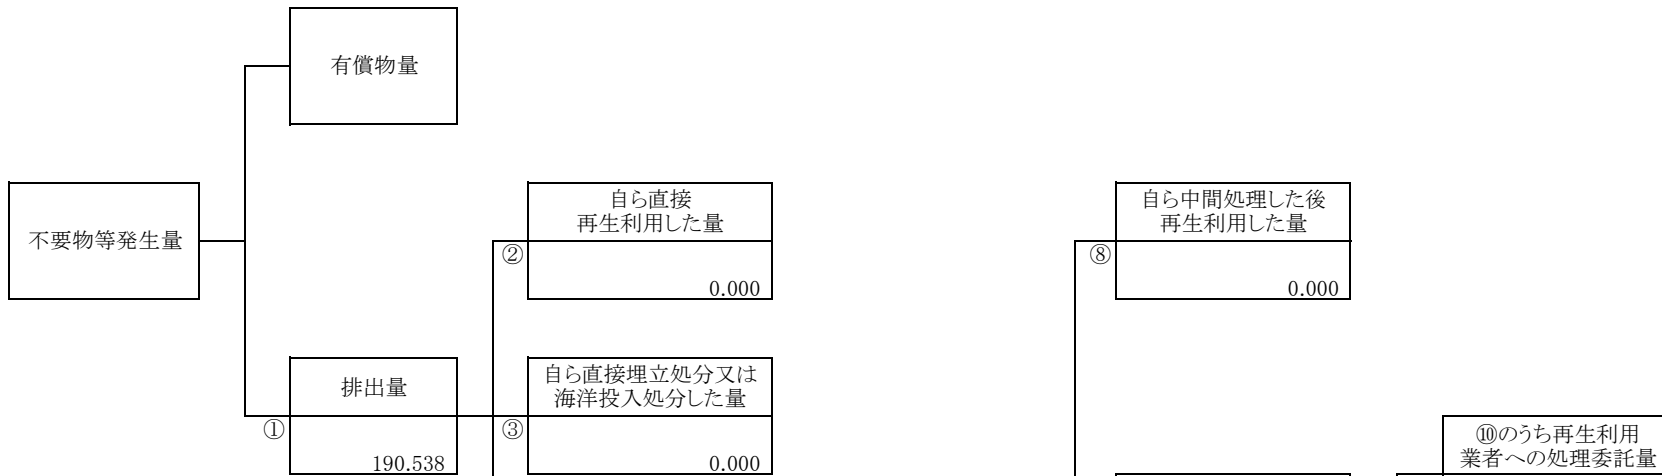 有償物量
不要物等発生量
自ら直接
再生利用した量
②
0.000
自ら中間処理した後
再生利用した量
⑧
0.000
排出量
①
190.538
自ら直接埋立処分又は
海洋投入処分した量
③
0.000
⑩のうち再生利用
業者への処理委託量